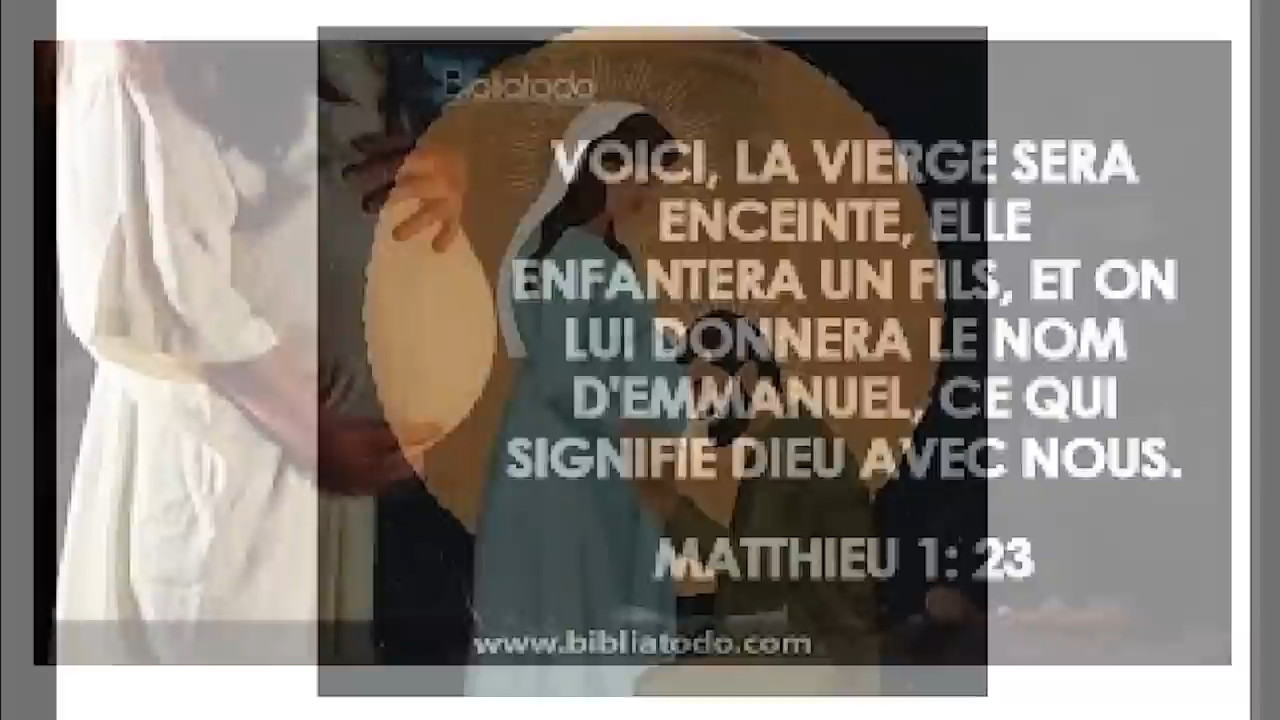 Bibliatodo
VOICI, LA VIERGE SERA
ENCEINTE, ELLE
ENFANTERA UN FILS, ET ON
LUI DONNERA LE NOM
D'EMMANUEL, CE QUI
SIGNIFIE DIEU AVEC NOUS.
MATTHIEU 1: 23
www.bibliatodo.com